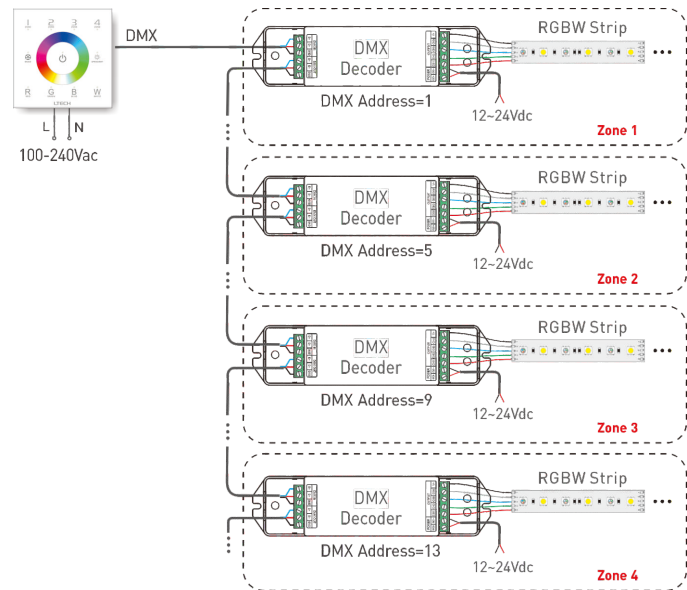 1 2 3 4
R G B W
LTECH
L N
100-240Vac
DMX
DMX
Decoder
DMX Address=1
RGBW Strip
12~24Vdc
Zone 1
DMX
Decoder
DMX Address=5
RGBW Strip
12~24Vdc
Zone 2
DMX
Decoder
DMX Address=9
RGBW Strip
12~24Vdc
Zone 3
DMX
Decoder
DMX Address=13
RGBW Strip
12~24Vdc
Zone 4